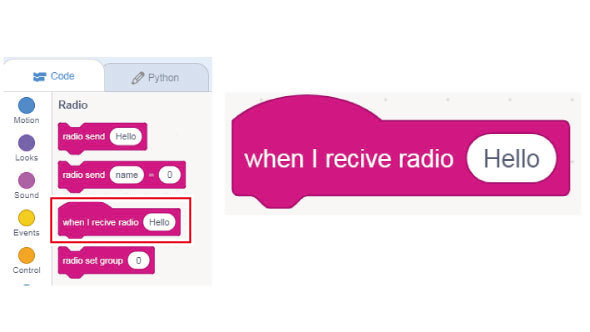 Code
Python
Motion
Looks
Sound
Events
Control
Radio
radio send Hello
radio send name = 0
when I recive radio Hello
radio set group 0
when I recive radio Hello